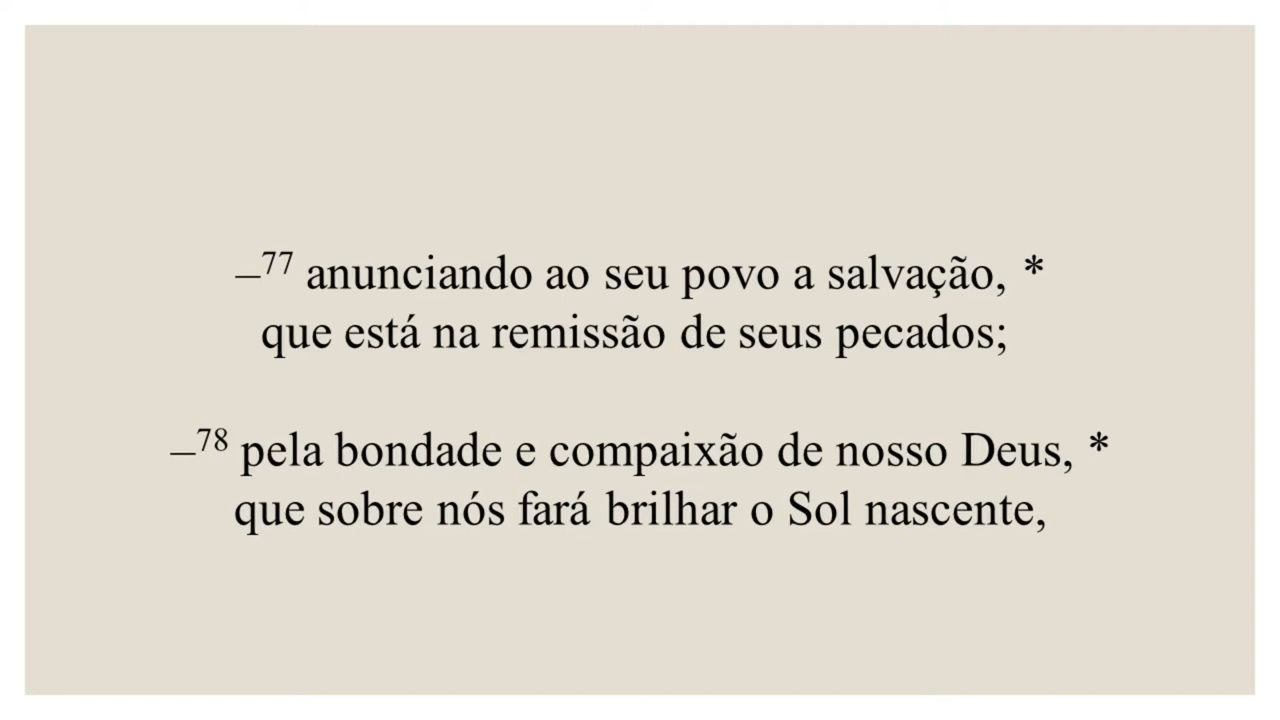 –77 anunciando ao seu povo a salvação, *
que está na remissão de seus pecados;
–78 pela bondade e compaixão de nosso Deus, *
que sobre nós fará brilhar o Sol nascente,